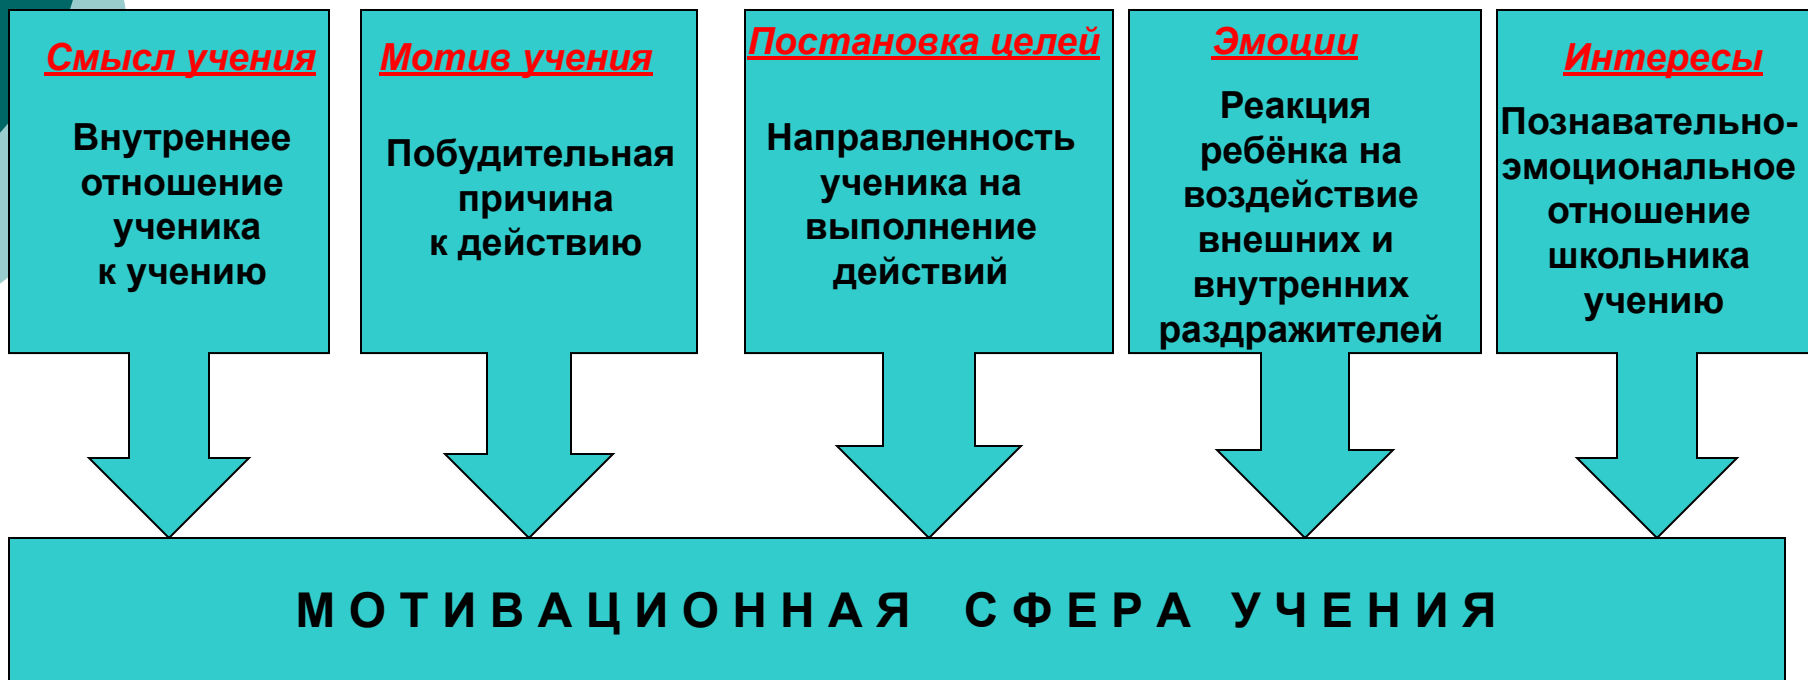 Смысл учения
Внутреннее
отношение
ученика
к учению
Мотив учения
Побудительная
причина
к действию
Постановка целей
Направленность
ученика на
выполнение
действий
Эмоции
Реакция
ребёнка на
воздействие
внешних и
внутренних
раздражителей
Интересы
Познавательно-
эмоциональное
отношение
школьника
учению
МОТИВАЦИОННАЯ СФЕРА УЧЕНИЯ